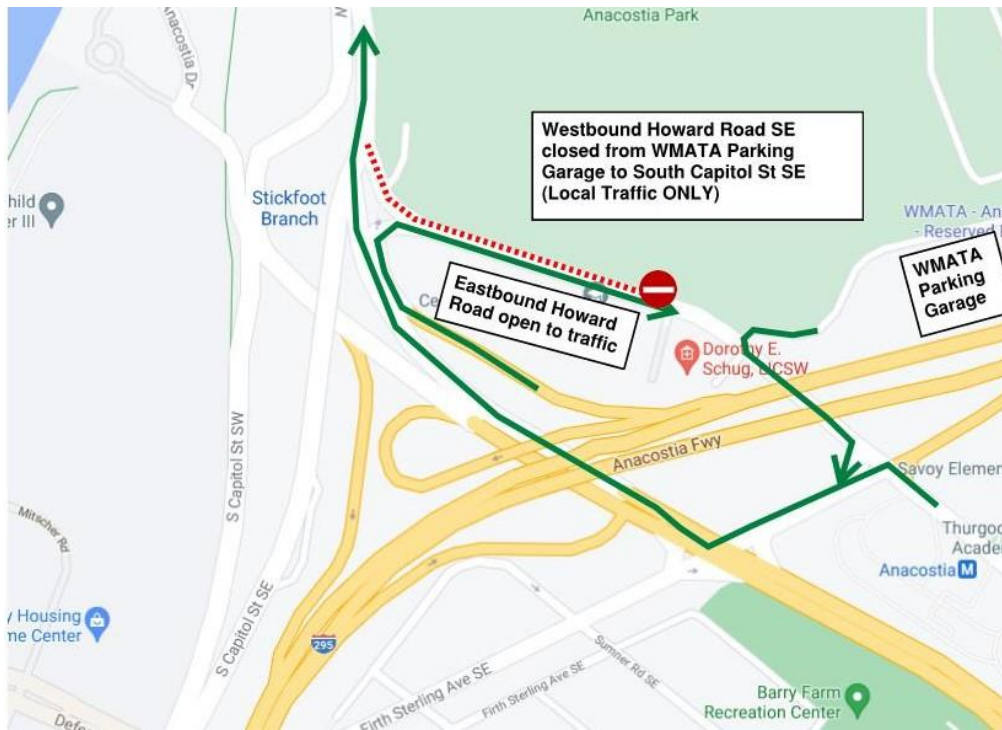 Anacostia Park
Anacostia Dr
N
Westbound Howard Road SE
closed from WMATA Parking
Garage to South Capitol St SE
(Local Traffic ONLY)
hild
er III
Stickfoot
Branch
WMATA - An
- Reserved
WMATA
Parking
Garage
Eastbound Howard
Road open to traffic
Ce
Dorothy E.
Schug, LICSW
S Capitol St SW
Anacostia Fwy
Savoy Elemen
Mitscher Rd
Thurgoo
Academ
Anacostia M
S Capitol St SE
y Housing
me Center
295
Sumner Rd SE
Firth Sterling Ave SE
Firth Sterling Ave SE
Barry Farm
Recreation Center
Defe